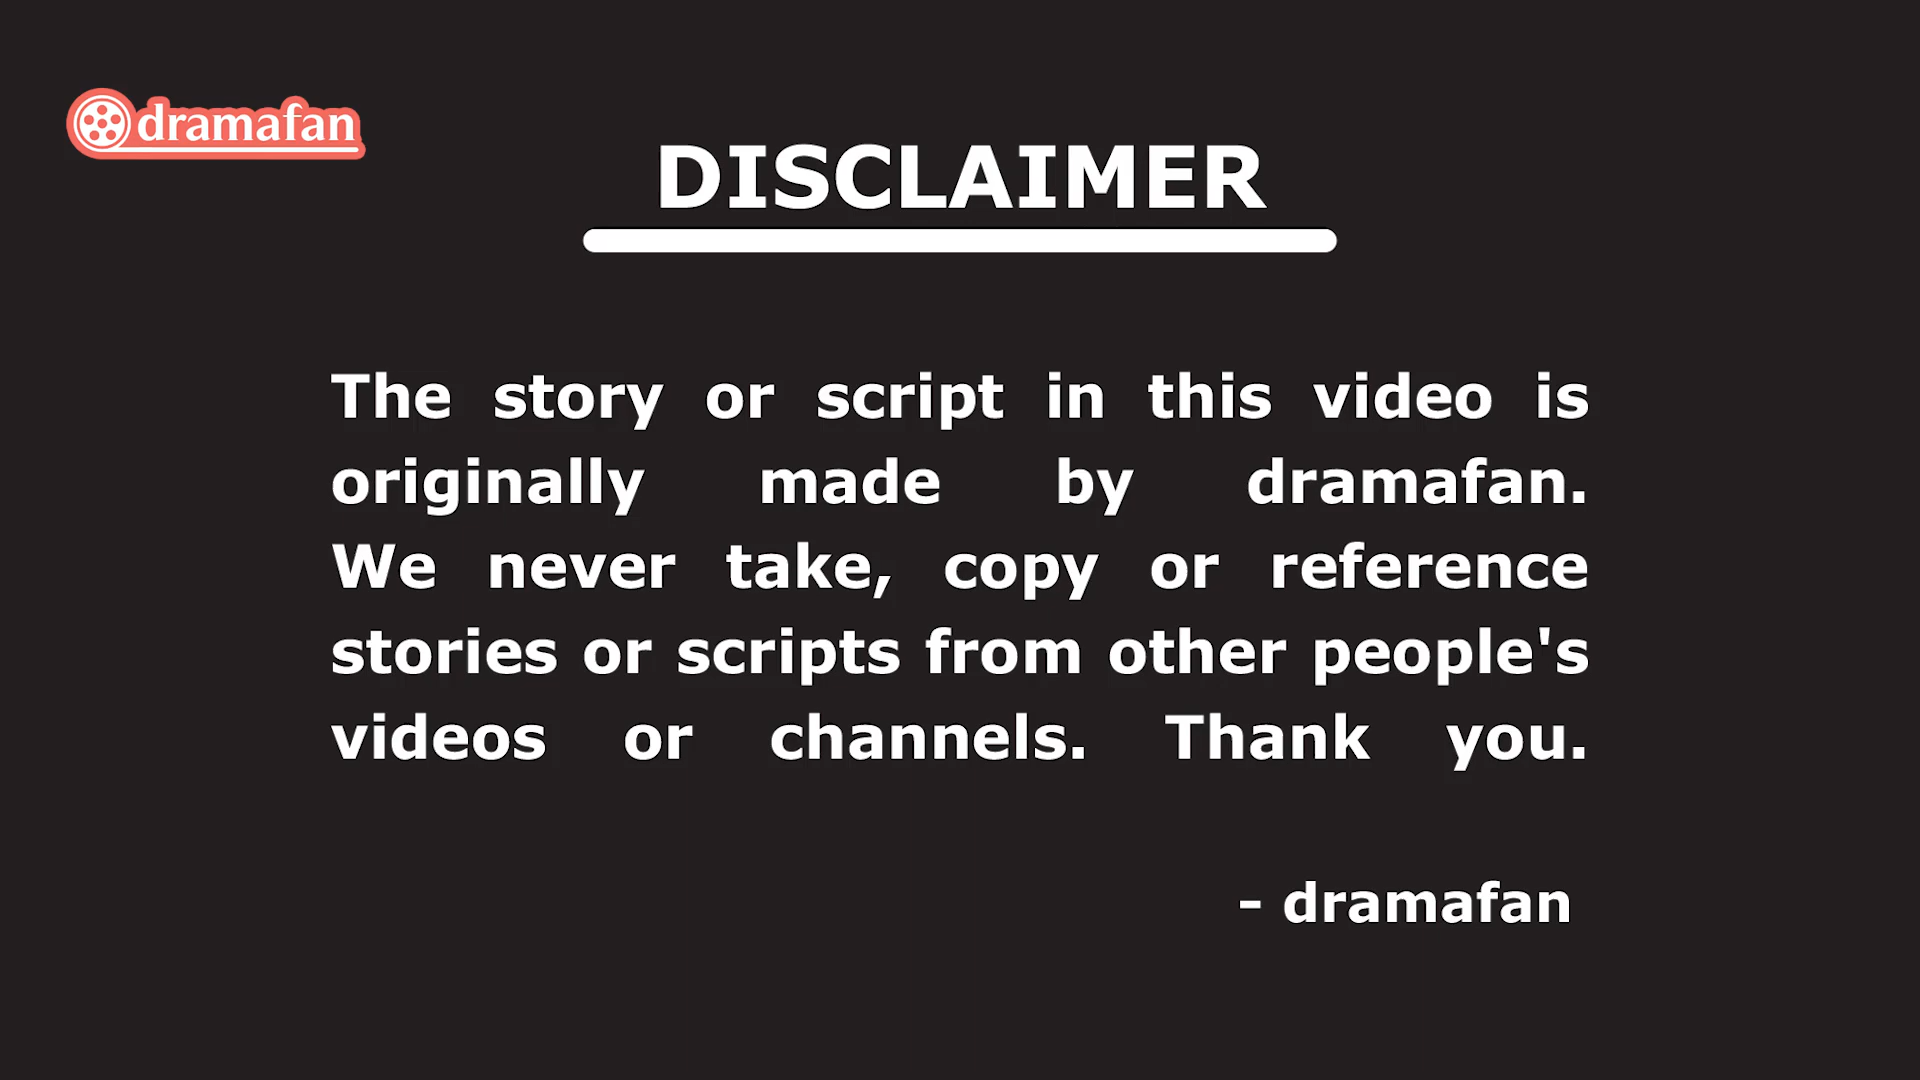 dramafan
DISCLAIMER
The story or script in this video is
originally made by dramafan.
We never take, copy or reference
stories or scripts from other people's
videos or channels. Thank you.
- dramafan